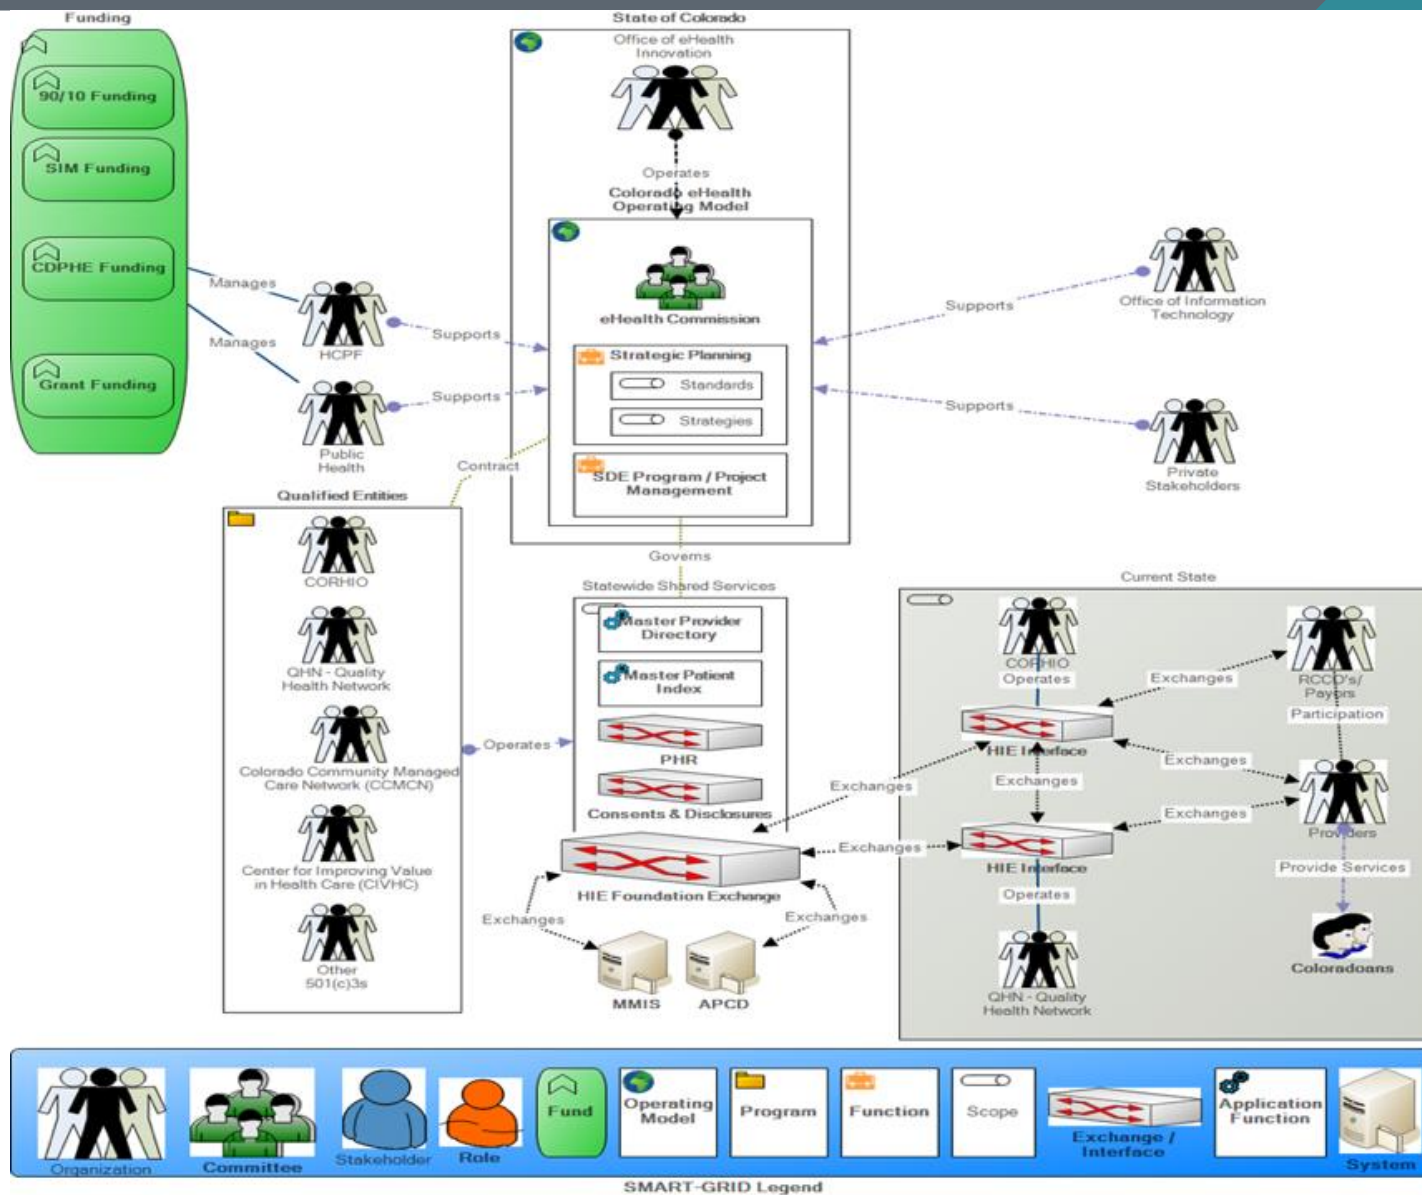 Funding
90/10 Funding
SIM Funding
CDPHE Funding
Grant Funding
Manages
Manages
State of Colorado
Office of eHealth
Innovation
Operates
Colorado eHealth
Operating Model
eHealth Commission
Strategic Planning
Standards
Strategies
SDE Program / Project
Management
HCPF
Supports
Public
Health
Supports
Supports
Office of Information
Technology
Supports
Private
Stakeholders
Contract
Governs
Qualified Entities
CORHIO
QHN - Quality
Health Network
Colorado Community Managed
Care Network (CCMCN)
Center for Improving Value
in Health Care (CIVHC)
Other
501(c)3s
Operates
Statewide Shared Services
Master Provider
Directory
Master Patient
Index
PHR
Consents & Disclosures
HIE Foundation Exchange
Exchanges
Exchanges
MMIS
APCD
Exchanges
Exchanges
Current State
CORHIO
Operates
HIE Interface
Exchanges
HIE Interface
Operates
QHN - Quality
Health Network
Exchanges
Exchanges
Exchanges
RCCO's/
Payors
Participation
Providers
Provide Services
Coloradoans
Organization
Committee
Stakeholder
Role
Fund
Operating
Model
Program
Function
Scope
Exchange /
Interface
Application
Function
System
SMART-GRID Legend